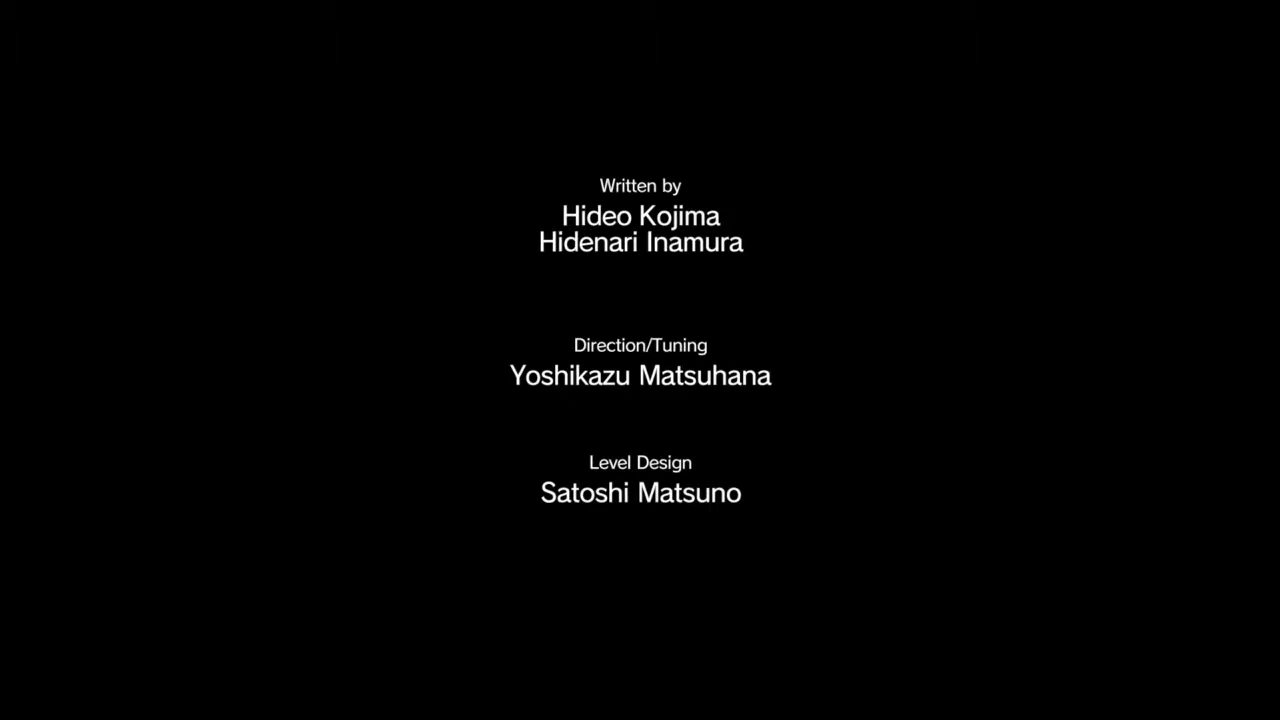 Written by
Hideo Kojima
Hidenari Inamura
Direction/Tuning
Yoshikazu Matsuhana
Level Design
Satoshi Matsuno